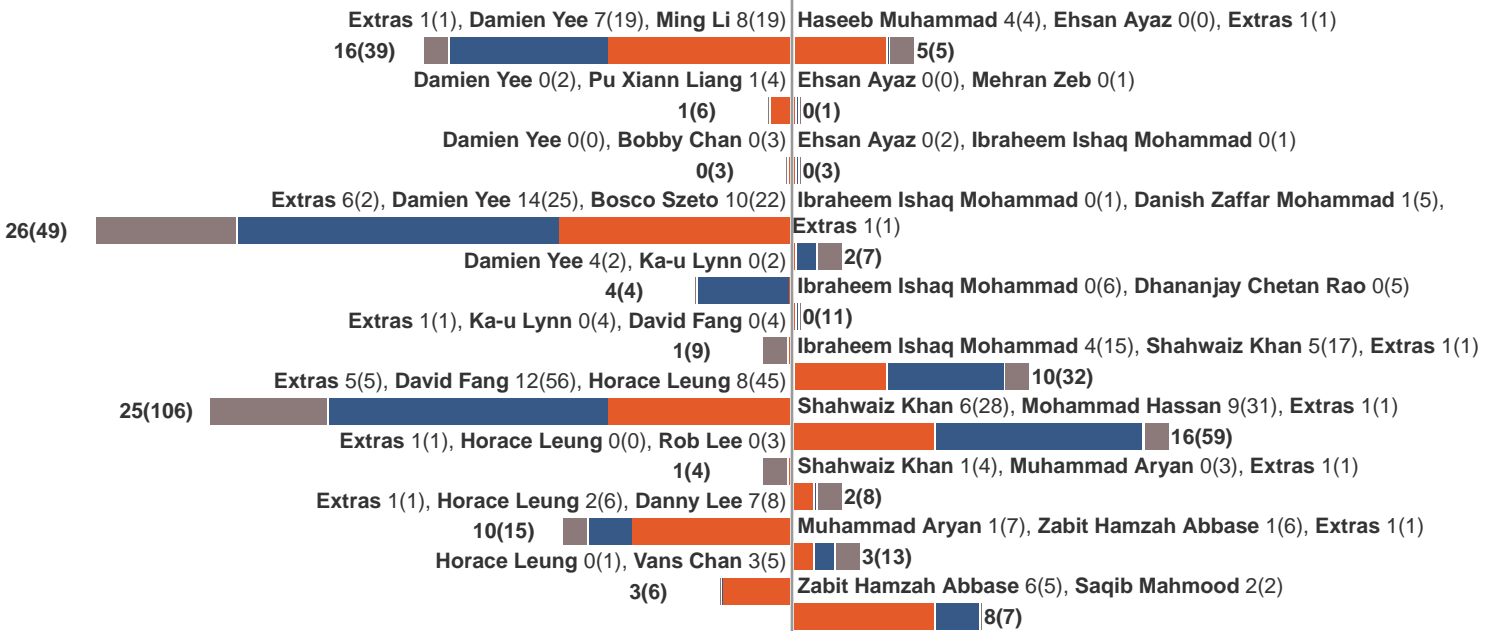 Extras 1(1), Damien Yee 7(19), Ming Li 8(19)
16(39)
Damien Yee 0(2), Pu Xiann Liang 1(4)
1(6)
Damien Yee 0(0), Bobby Chan 0(3)
0(3)
Extras 6(2), Damien Yee 14(25), Bosco Szeto 10(22)
26(49)
Damien Yee 4(2), Ka-u Lynn 0(2)
4(4)
Extras 1(1), Ka-u Lynn 0(4), David Fang 0(4)
1(9)
Extras 5(5), David Fang 12(56), Horace Leung 8(45)
25(106)
Extras 1(1), Horace Leung 0(0), Rob Lee 0(3)
1(4)
Extras 1(1), Horace Leung 2(6), Danny Lee 7(8)
10(15)
Horace Leung 0(1), Vans Chan 3(5)
3(6)
Haseeb Muhammad 4(4), Ehsan Ayaz 0(0), Extras 1(1)
5(5)
Ehsan Ayaz 0(0), Mehran Zeb 0(1)
0(1)
Ehsan Ayaz 0(2), Ibraheem Ishaq Mohammad 0(1)
0(3)
Ibraheem Ishaq Mohammad 0(1), Danish Zaffar Mohammad 1(5),
Extras 1(1)
2(7)
Ibraheem Ishaq Mohammad 0(6), Dhananjay Chetan Rao 0(5)
0(11)
Ibraheem Ishaq Mohammad 4(15), Shahwaiz Khan 5(17), Extras 1(1)
10(32)
Shahwaiz Khan 6(28), Mohammad Hassan 9(31), Extras 1(1)
16(59)
Shahwaiz Khan 1(4), Muhammad Aryan 0(3), Extras 1(1)
2(8)
Muhammad Aryan 1(7), Zabit Hamzah Abbase 1(6), Extras 1(1)
3(13)
Zabit Hamzah Abbase 6(5), Saqib Mahmood 2(2)
8(7)